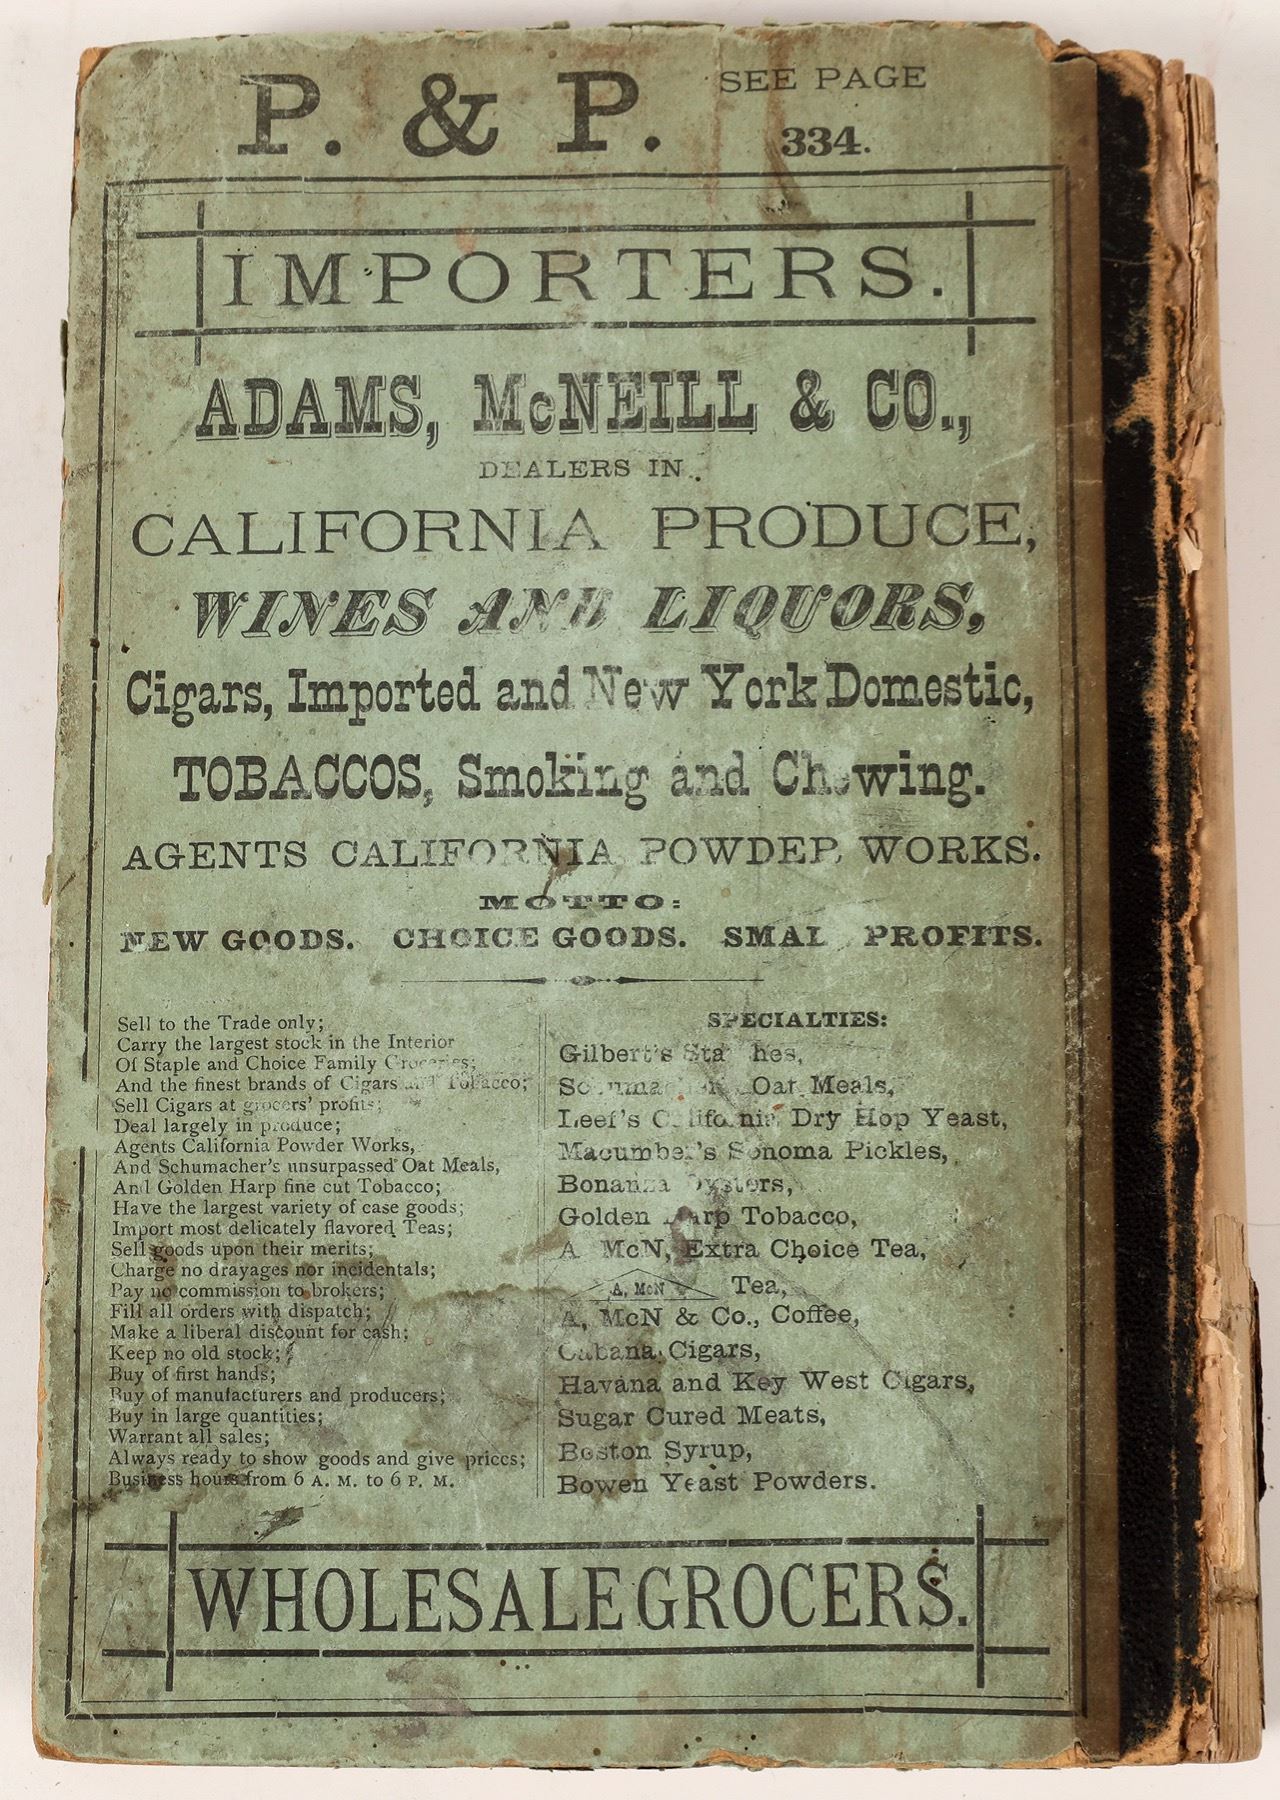 P. & P. SEE PAGE
334.
IMPORTERS.
ADAMS, McNEILL & CO.,
DEALERS IN
CALIFORNIA PRODUCE,
WINES AND LIQUORS,
Cigars, Imported and New York Domestic,
TOBACCOS, Smoking and Chewing.
AGENTS CALIFORNIA POWDER WORKS.
MOTTO:
NEW GOODS. CHOICE GOODS. SMAL PROFITS.
Sell to the Trade only;
Carry the largest stock in the Interior
Of Staple and Choice Family Groceries;
And the finest brands of Cigars and Tobacco;
Sell Cigars at grocers' profits;
Deal largely in produce;
Agents California Powder Works,
And Schumacher's unsurpassed Oat Meals,
And Golden Harp fine cut Tobacco;
Have the largest variety of case goods;
Import most delicately flavored Teas;
Sell goods upon their merits;
Charge no drayages nor incidentals;
Pay no commission to brokers;
Fill all orders with dispatch;
Make a liberal discount for cash;
Keep no old stock;
Buy of first hands;
Buy of manufacturers and producers;
Buy in large quantities;
Warrant all sales;
Always ready to show goods and give prices;
Business hours from 6 A. M. to 6 P. M.
SPECIALTIES:
Gilbert's Starches,
Schumacher's Oat Meals,
Leef's California Dry Hop Yeast,
Macumber's Sonoma Pickles,
Bonanza Oysters,
Golden Harp Tobacco,
A McN, Extra Choice Tea,
A, McN Tea,
A, McN & Co., Coffee,
Cabana Cigars,
Havana and Key West Cigars,
Sugar Cured Meats,
Boston Syrup,
Bowen Yeast Powders.
WHOLESALE GROCERS.